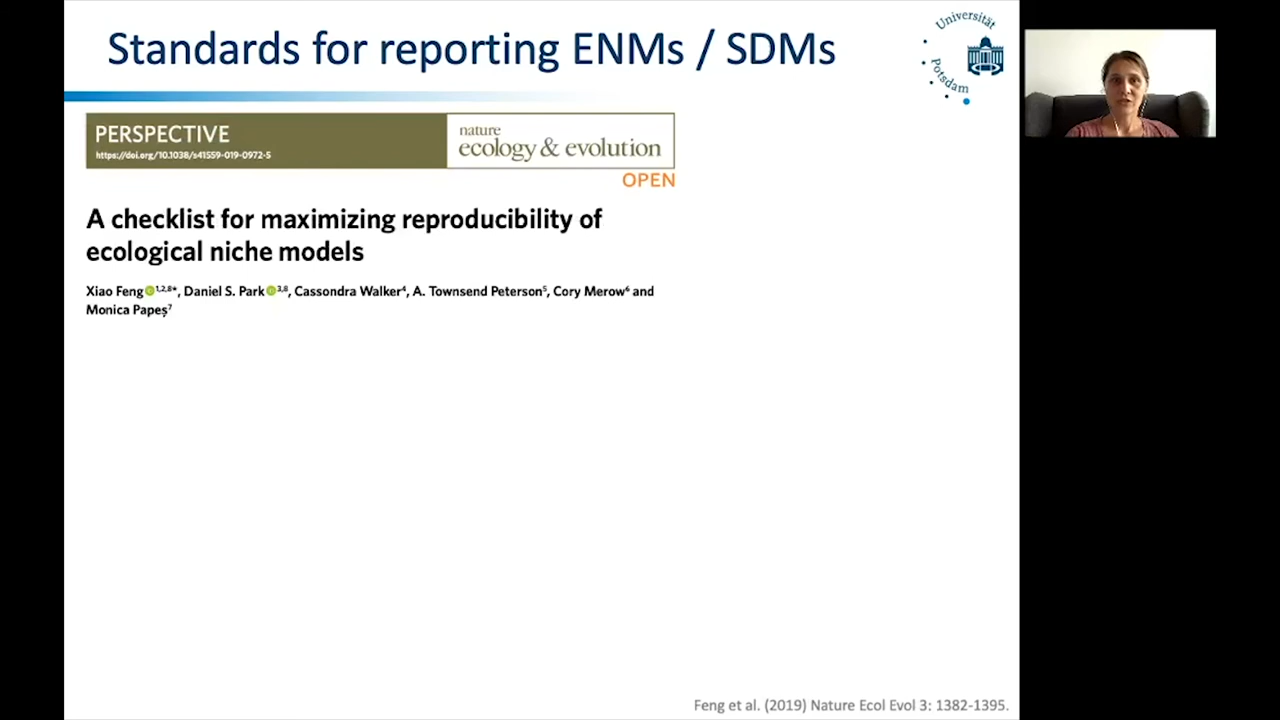 Standards for reporting ENMs / SDMs
Universität
Potsdam
PERSPECTIVE
https://doi.org/10.1038/s41559-019-0972-5
nature
ecology & evolution
OPEN
A checklist for maximizing reproducibility of
ecological niche models
Xiao Feng 1,2,8*, Daniel S. Park 3,8, Cassondra Walker4, A. Townsend Peterson5, Cory Merow6 and
Monica Papeş7
Feng et al. (2019) Nature Ecol Evol 3: 1382-1395.